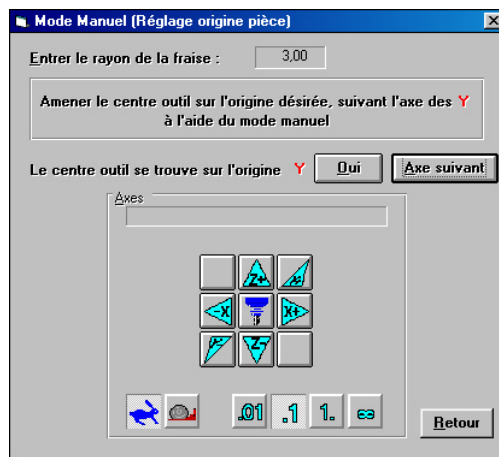 Mode Manuel (Réglage origine pièce)
Entrer le rayon de la fraise :
3,00
Amener le centre outil sur l'origine désirée, suivant l'axe des Y
à l'aide du mode manuel
Le centre outil se trouve sur l'origine Y
Oui
Axe suivant
Axes
Z+
-X
X+
Z-
.01
.1
1.
Retour